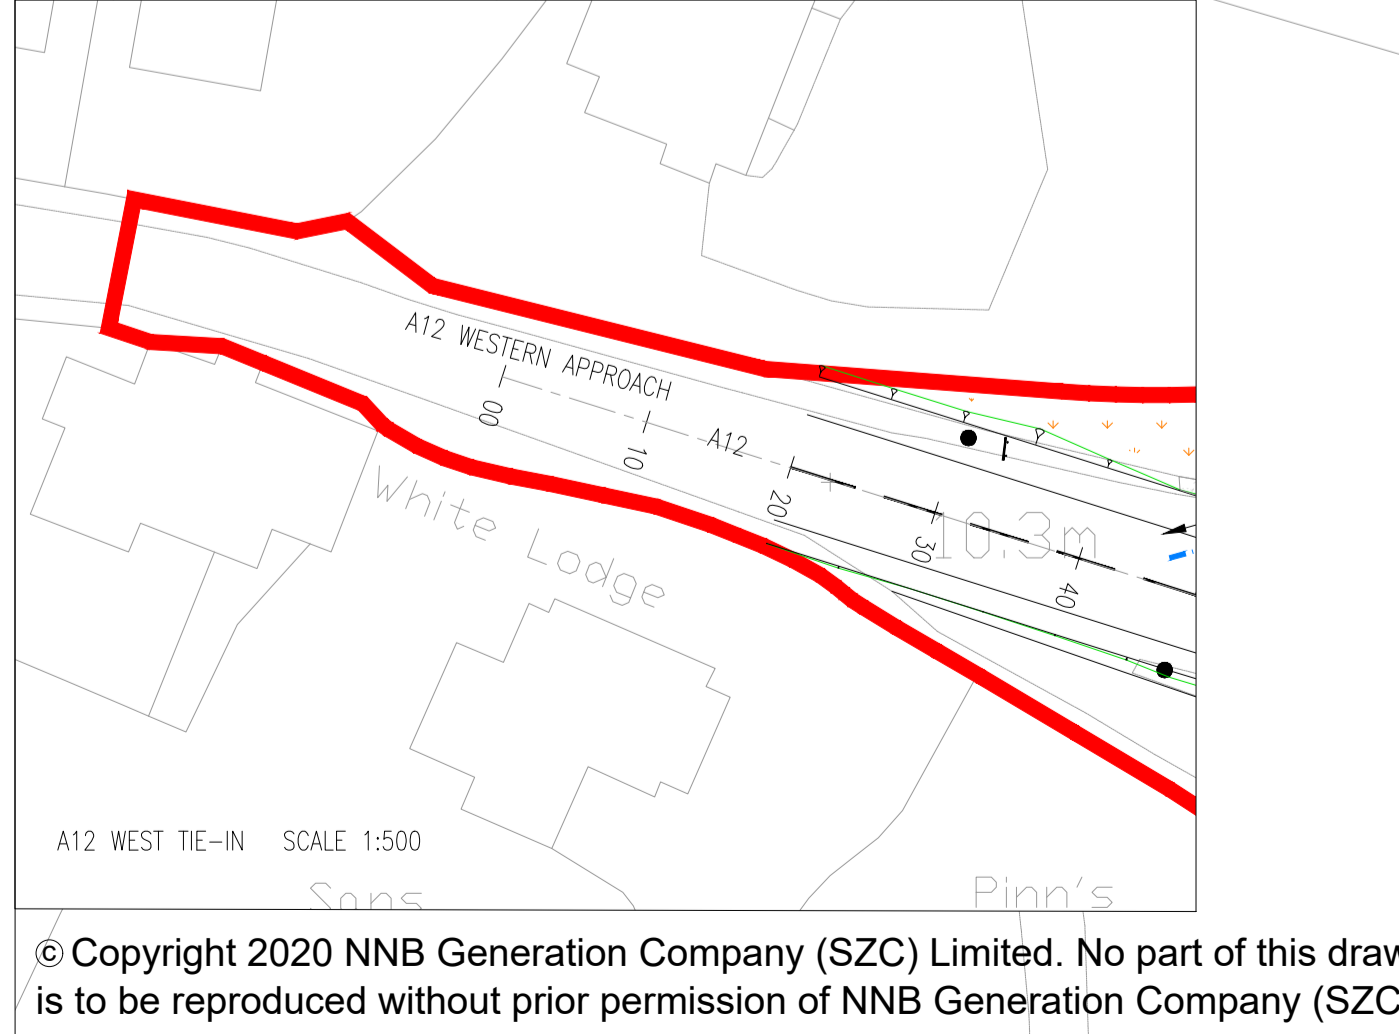 A12 WESTERN APPROACH
00
10
A12
20
30
40
10.3m
White Lodge
A12 WEST TIE-IN SCALE 1:500
Sans
Pinn's
© Copyright 2020 NNB Generation Company (SZC) Limited. No part of this draw
is to be reproduced without prior permission of NNB Generation Company (SZC